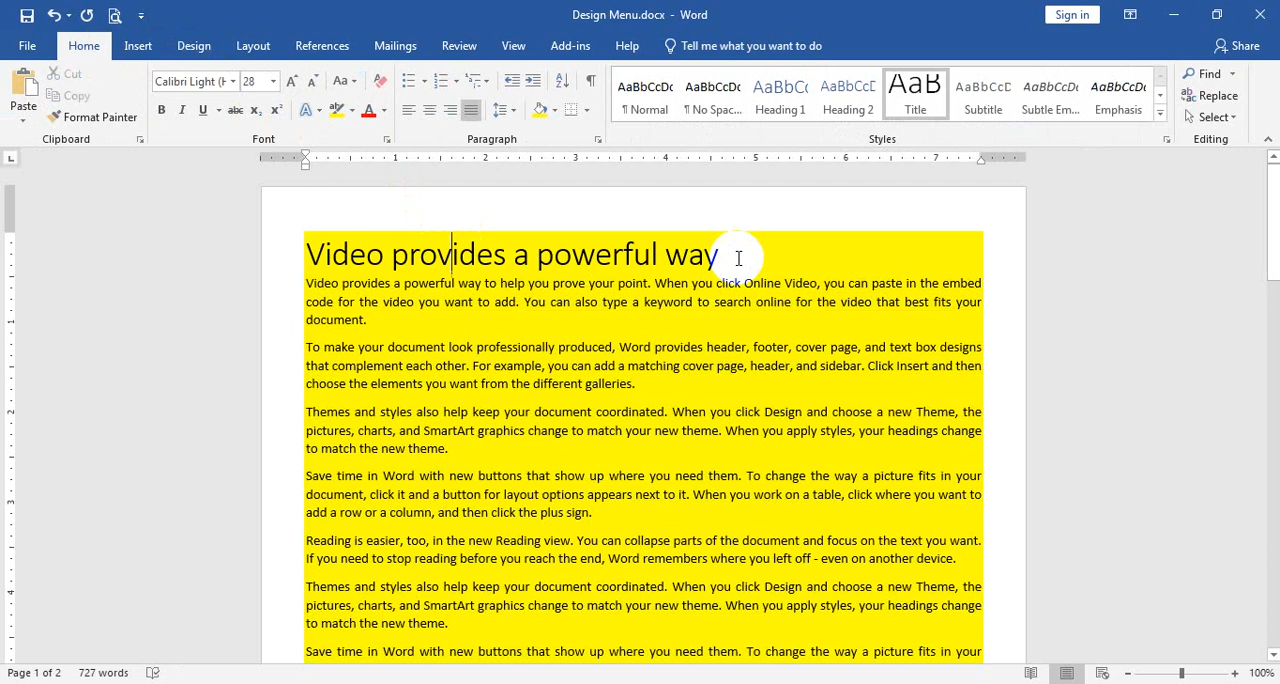 Design Menu.docx - Word
Sign in
File Home Insert Design Layout References Mailings Review View Add-ins Help Tell me what you want to do Share
Paste
Cut
Copy
Format Painter
Clipboard
Calibri Light (H 28
Font
Paragraph
AaBbCcDc AaBbCcDc AaBbCc AaBbCcD AaB AaBbCcD AaBbCcDc AaBbCcDc
¶ Normal ¶ No Spac... Heading 1 Heading 2 Title Subtitle Subtle Em... Emphasis
Styles
Find
Replace
Select
Editing
1 2 3 4 5 6 7
Video provides a powerful way
Video provides a powerful way to help you prove your point. When you click Online Video, you can paste in the embed
code for the video you want to add. You can also type a keyword to search online for the video that best fits your
document.
To make your document look professionally produced, Word provides header, footer, cover page, and text box designs
that complement each other. For example, you can add a matching cover page, header, and sidebar. Click Insert and then
choose the elements you want from the different galleries.
Themes and styles also help keep your document coordinated. When you click Design and choose a new Theme, the
pictures, charts, and SmartArt graphics change to match your new theme. When you apply styles, your headings change
to match the new theme.
Save time in Word with new buttons that show up where you need them. To change the way a picture fits in your
document, click it and a button for layout options appears next to it. When you work on a table, click where you want to
add a row or a column, and then click the plus sign.
Reading is easier, too, in the new Reading view. You can collapse parts of the document and focus on the text you want.
If you need to stop reading before you reach the end, Word remembers where you left off - even on another device.
Themes and styles also help keep your document coordinated. When you click Design and choose a new Theme, the
pictures, charts, and SmartArt graphics change to match your new theme. When you apply styles, your headings change
to match the new theme.
Save time in Word with new buttons that show up where you need them. To change the way a picture fits in your
Page 1 of 2 727 words 100%